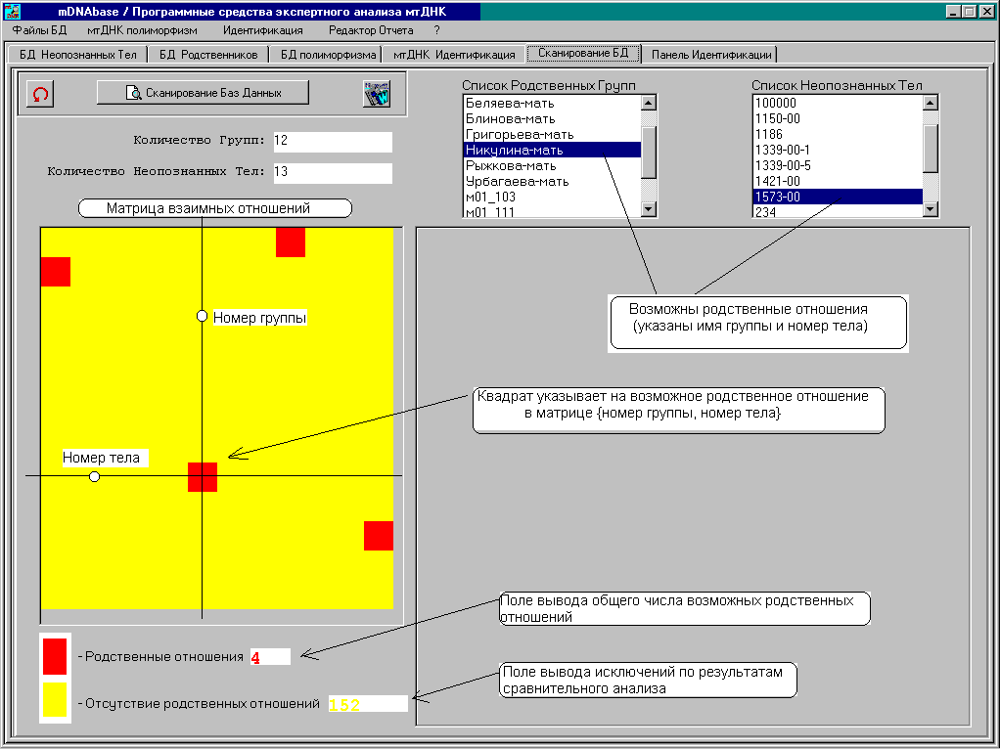 mDNAbase / Программные средства экспертного анализа мтДНК
Файлы БД мтДНК полиморфизм Идентификация Редактор Отчета ?
БД Неопознанных Тел БД Родственников БД полиморфизма мтДНК Идентификация Сканирование БД Панель Идентификации
Сканирование Баз Данных
Количество Групп: 12
Количество Неопознанных Тел: 13
Список Родственных Групп
Беляева-мать
Блинова-мать
Григорьева-мать
Никулина-мать
Рыжкова-мать
Урбагаева-мать
м01_103
м01_111
Список Неопознанных Тел
100000
1150-00
1186
1339-00-1
1339-00-5
1421-00
1573-00
234
Матрица взаимных отношений
Номер группы
Возможны родственные отношения
(указаны имя группы и номер тела)
Квадрат указывает на возможное родственное отношение
в матрице {номер группы, номер тела}
Номер тела
Поле вывода общего числа возможных родственных
отношений
- Родственные отношения 4
Поле вывода исключений по результатам
сравнительного анализа
- Отсутствие родственных отношений 152